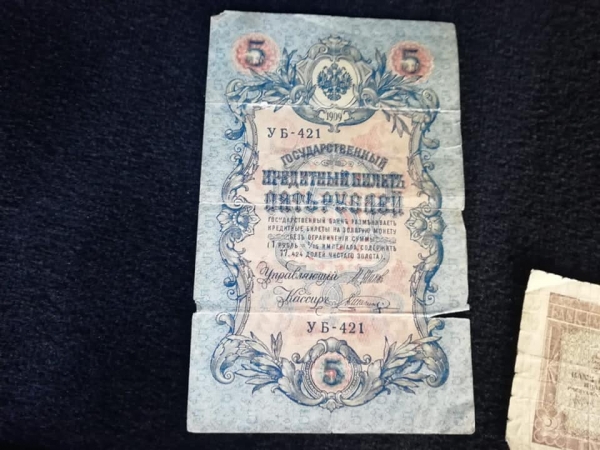 5 5
1909
УБ-421
ГОСУДАРСТВЕННЫЙ
КРЕДИТНЫЙ БИЛЕТЪ
ПЯТЬ РУБЛЕЙ
ГОСУДАРСТВЕННЫЙ БАНКЪ РАЗМѢНИВАЕТЪ
КРЕДИТНЫЕ БИЛЕТЫ НА ЗОЛОТУЮ МОНЕТУ
БЕЗЪ ОГРАНИЧЕНІЯ СУММЫ
(1 РУБЛЬ = 1/15 ИМПЕРІАЛА, СОДЕРЖИТЪ
17,424 ДОЛЕЙ ЧИСТАГО ЗОЛОТА).
Управляющій
Кассиръ
УБ-421
5